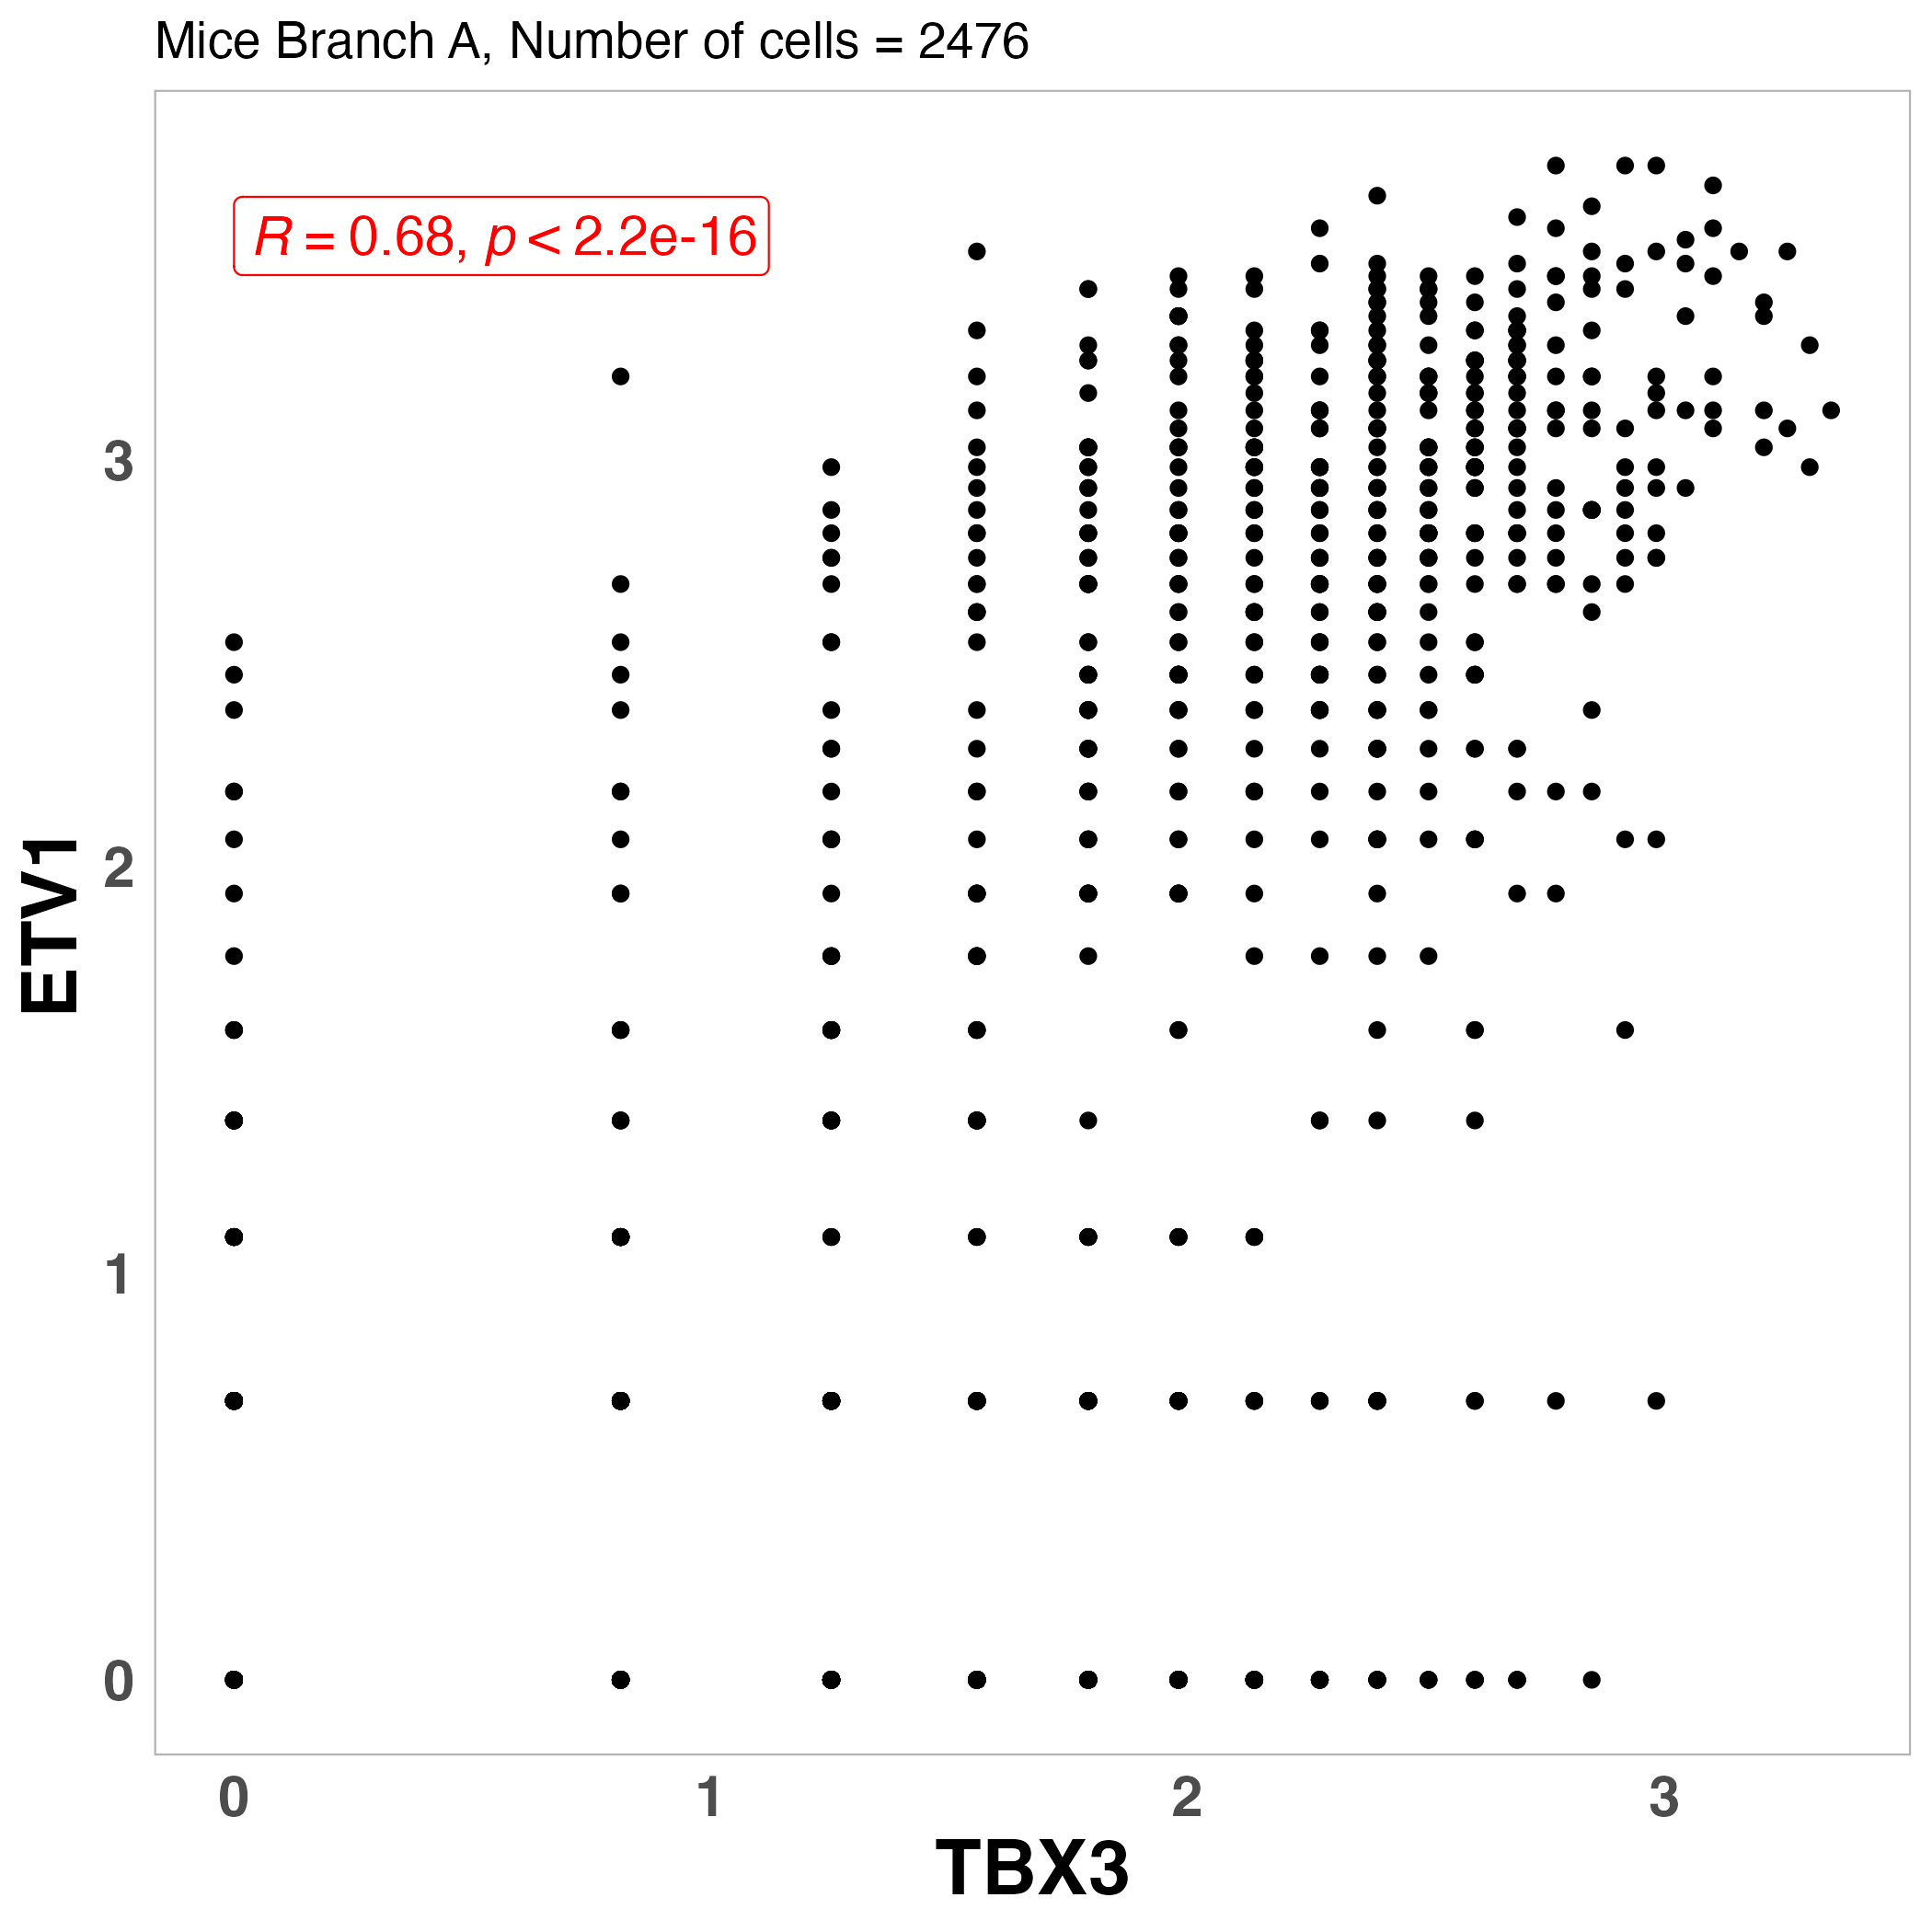 Mice Branch A, Number of cells = 2476
R = 0.68, p < 2.2e-16
3
2
1
0
ETV1
0 1 2 3
TBX3